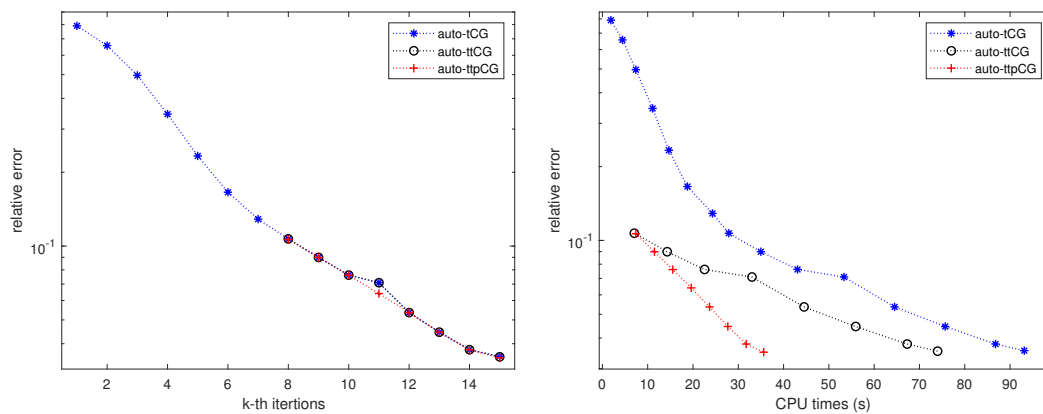 auto-tCG
auto-ttCG
auto-ttpCG
relative error
10-1
2
4
6
8
10
12
14
k-th itertions
auto-tCG
auto-ttCG
auto-ttpCG
relative error
10-1
0
10
20
30
40
50
60
70
80
90
CPU times (s)